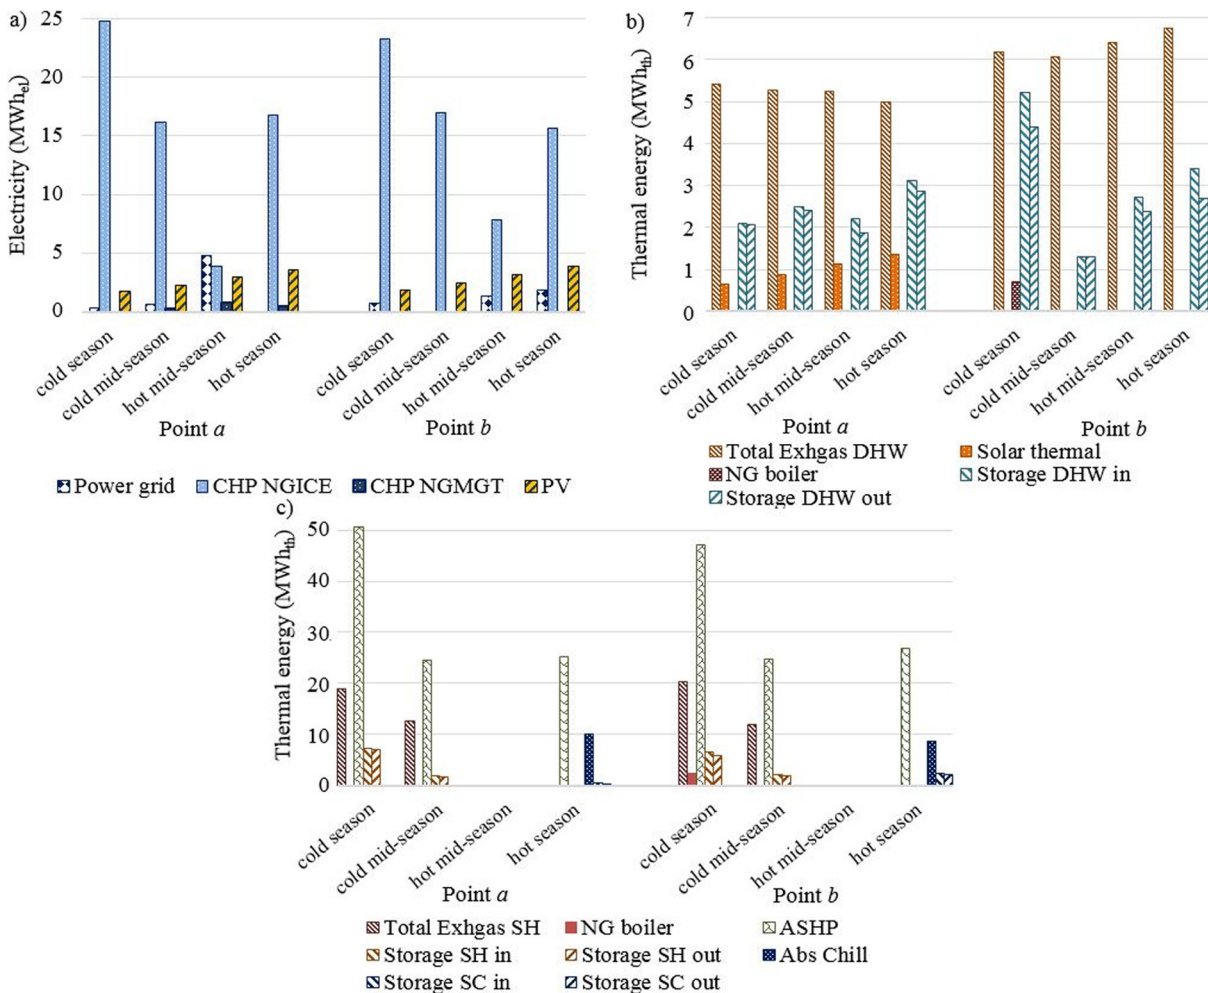 a)
Electricity (MWh_el)
25
20
15
10
5
0
cold season
cold mid-season
hot mid-season
hot season
cold season
cold mid-season
hot mid-season
hot season
Point a
Point b
Power grid
CHP NGICE
CHP NGMGT
PV
b)
Thermal energy (MWh_th)
7
6
5
4
3
2
1
0
cold season
cold mid-season
hot mid-season
hot season
cold season
cold mid-season
hot mid-season
hot season
Point a
Point b
Total Exhgas DHW
Solar thermal
NG boiler
Storage DHW in
Storage DHW out
c)
Thermal energy (MWh_th)
50
40
30
20
10
0
cold season
cold mid-season
hot mid-season
hot season
cold season
cold mid-season
hot mid-season
hot season
Point a
Point b
Total Exhgas SH
NG boiler
ASHP
Storage SH in
Storage SH out
Abs Chill
Storage SC in
Storage SC out